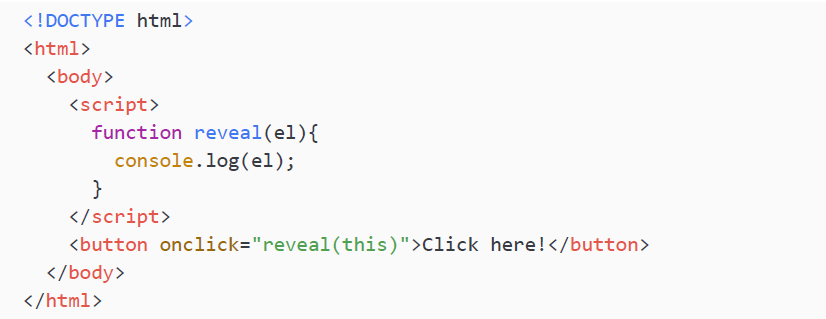 <!DOCTYPE html>
<html>
  <body>
    <script>
      function reveal(el){
        console.log(el);
      }
    </script>
    <button onclick="reveal(this)">Click here!</button>
  </body>
</html>